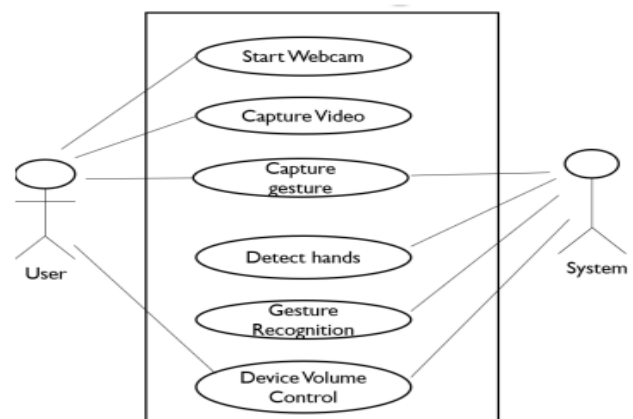 Start Webcam
Capture Video
Capture
gesture
Detect hands
Gesture
Recognition
Device Volume
Control
User
System